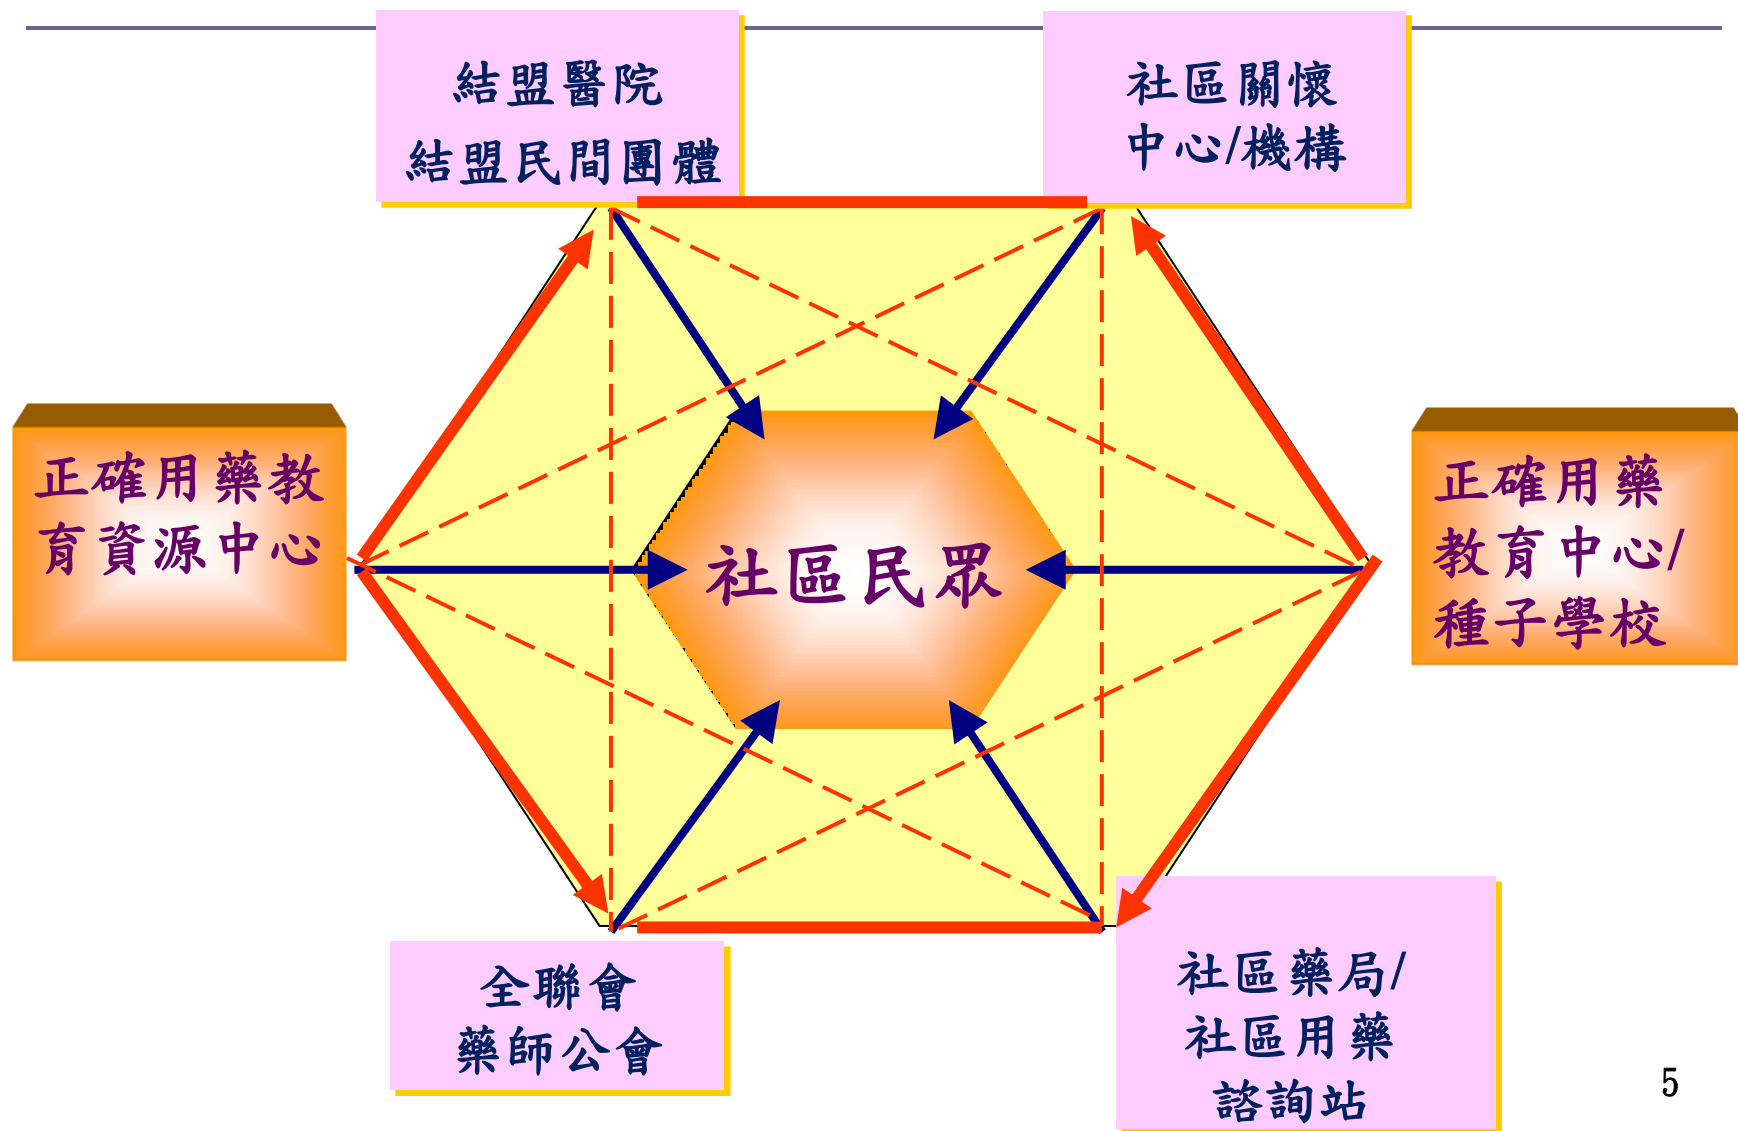 結盟醫院
結盟民間團體
社區關懷
中心/機構
正確用藥教
育資源中心
社區民眾
正確用藥
教育中心/
種子學校
全聯會
藥師公會
社區藥局/
社區用藥
諮詢站
5